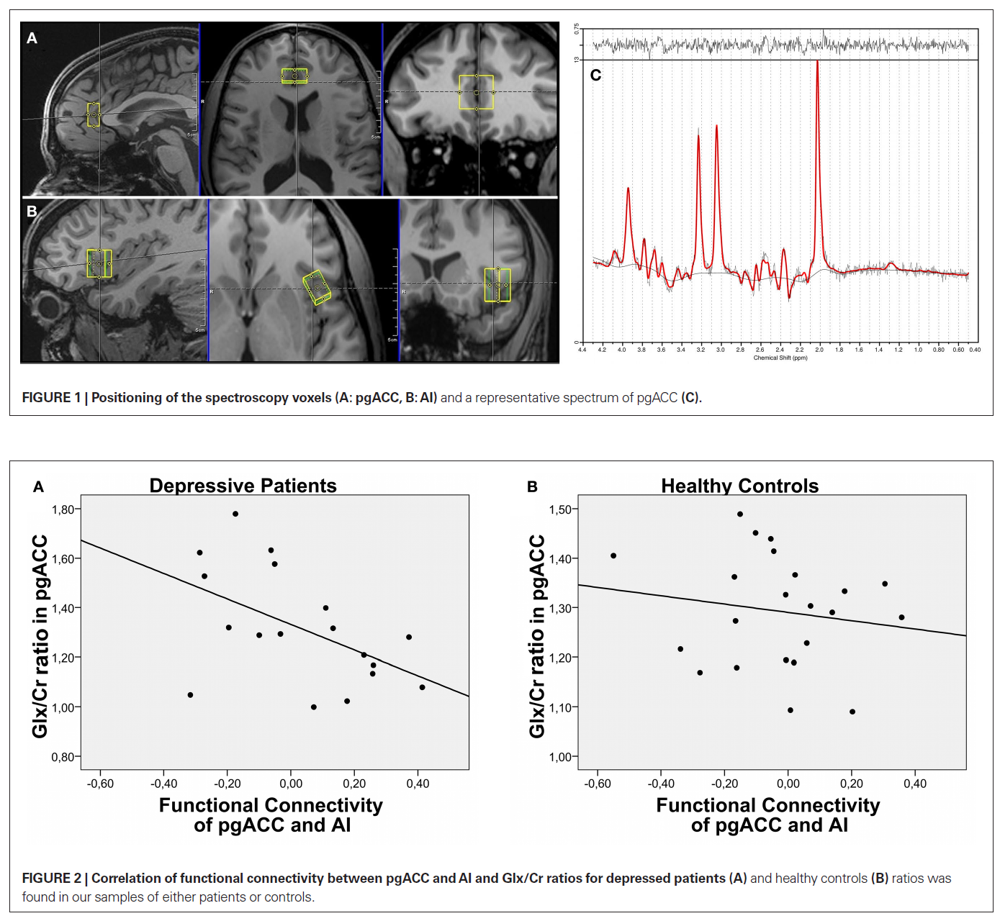 A
R
R
5cm
5cm
B
R
R
5cm
5cm
0.75
13
C
0
4.4 4.2 4.0 3.8 3.6 3.4 3.2 3.0 2.8 2.6 2.4 2.2 2.0 1.8 1.6 1.4 1.2 1.0 0.80 0.60 0.40
Chemical Shift (ppm)
FIGURE 1 | Positioning of the spectroscopy voxels (A: pgACC, B: AI) and a representative spectrum of pgACC (C).
A
Depressive Patients
Glx/Cr ratio in pgACC
1,80
1,60
1,40
1,20
1,00
0,80
-0,60 -0,40 -0,20 0,00 0,20 0,40
Functional Connectivity
of pgACC and AI
B
Healthy Controls
Glx/Cr ratio in pgACC
1,50
1,40
1,30
1,20
1,10
1,00
-0,60 -0,40 -0,20 0,00 0,20 0,40
Functional Connectivity
of pgACC and AI
FIGURE 2 | Correlation of functional connectivity between pgACC and AI and Glx/Cr ratios for depressed patients (A) and healthy controls (B) ratios was
found in our samples of either patients or controls.